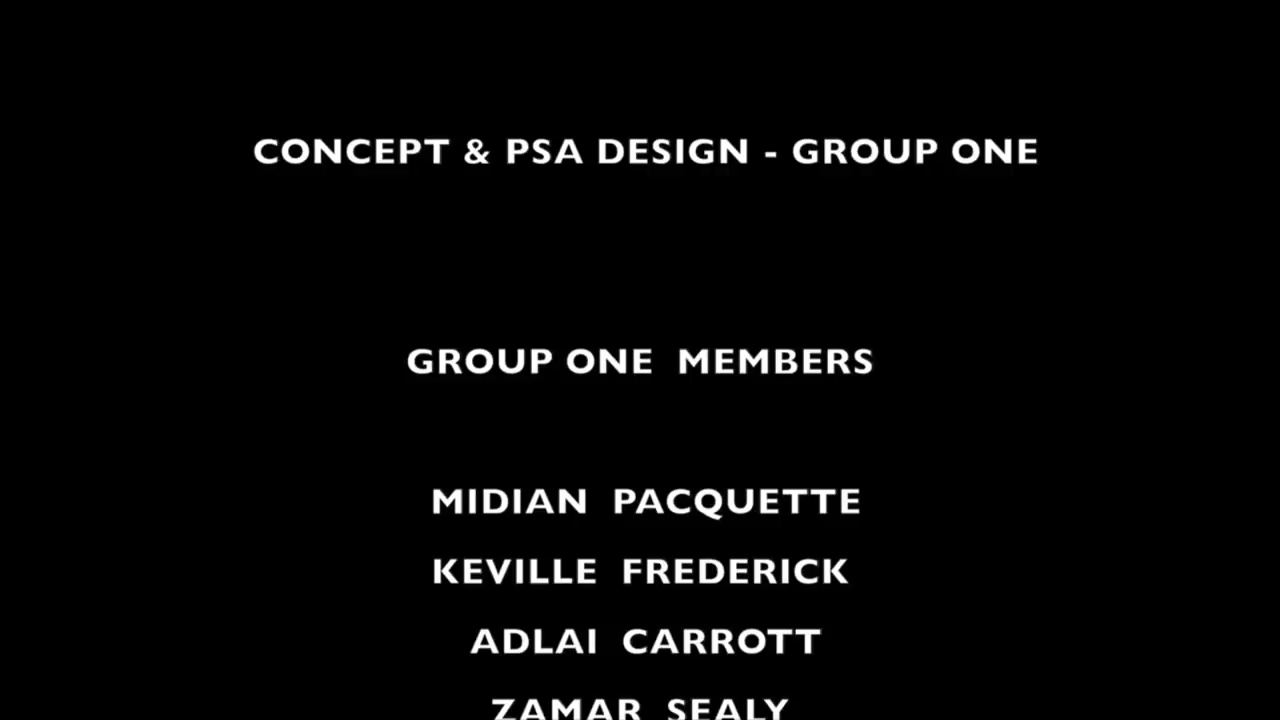 CONCEPT & PSA DESIGN - GROUP ONE
GROUP ONE MEMBERS
MIDIAN PACQUETTE
KEVILLE FREDERICK
ADLAI CARROTT
ZAMAR SEALY